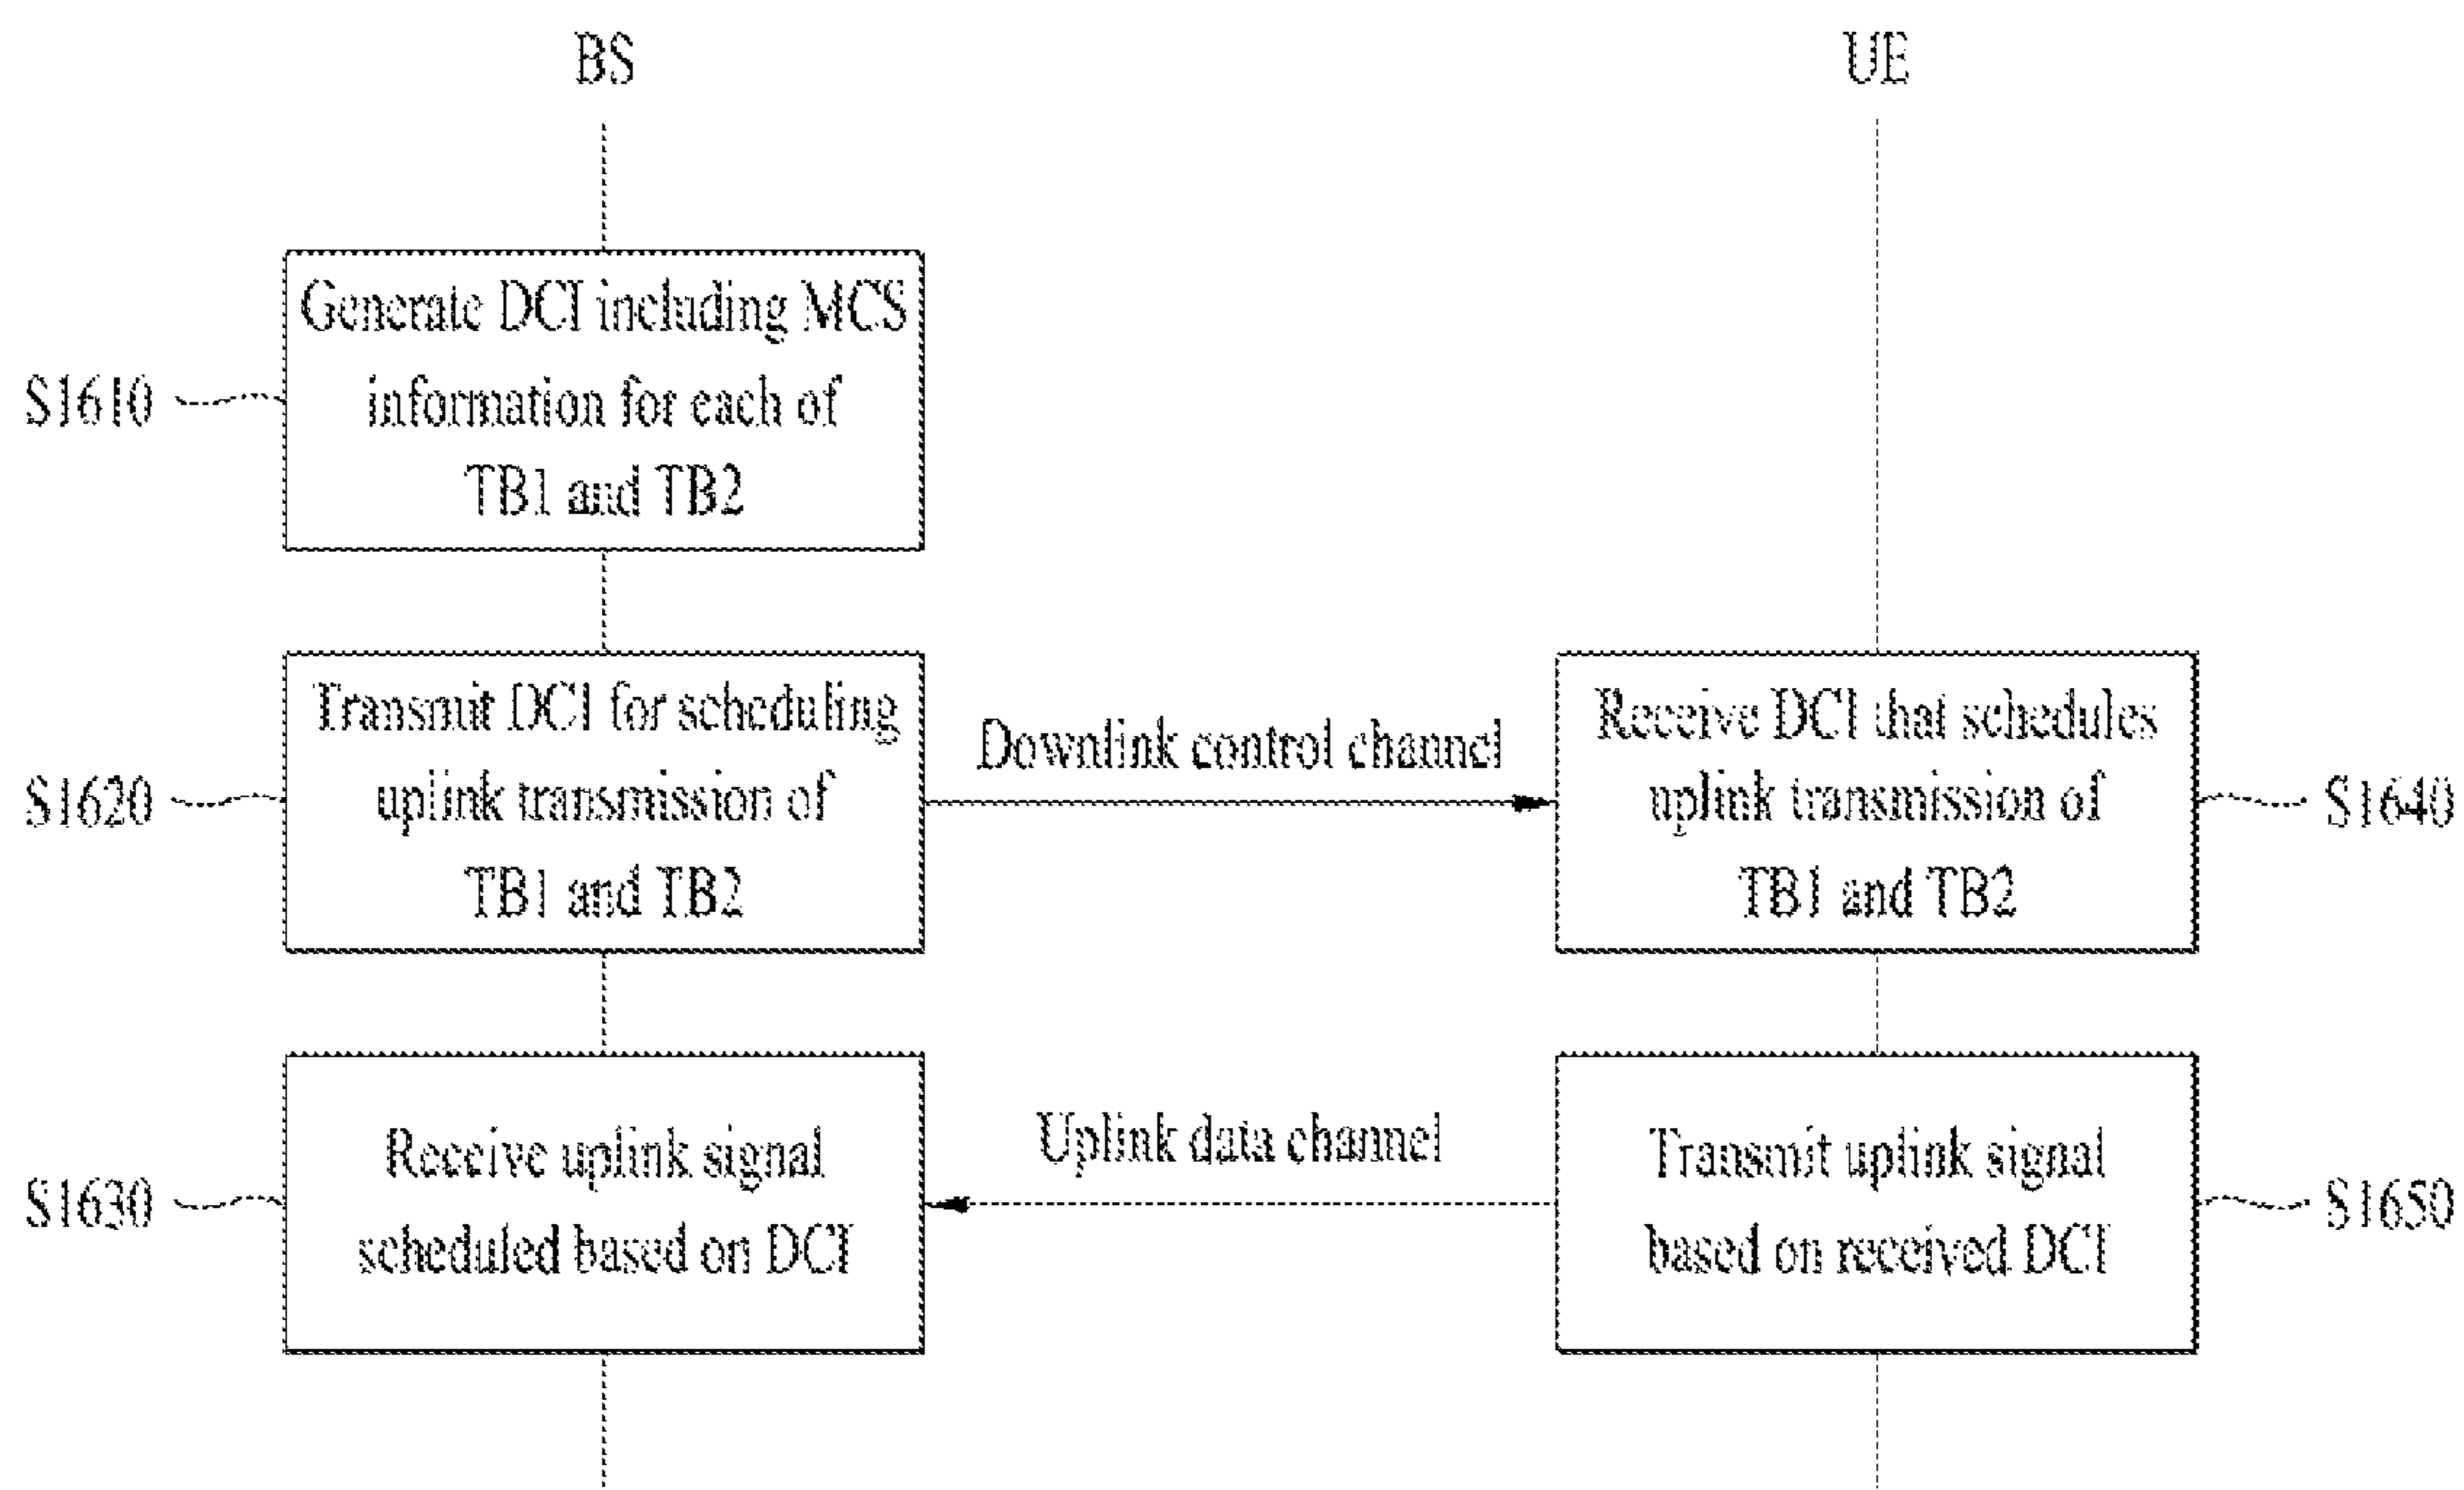 BS
UE
Generate DCI including MCS
information for each of
TB1 and TB2
S1610
Transmit DCI for scheduling
uplink transmission of
TB1 and TB2
S1620
Downlink control channel
Receive DCI that schedules
uplink transmission of
TB1 and TB2
S1640
Receive uplink signal
scheduled based on DCI
S1630
Uplink data channel
Transmit uplink signal
based on received DCI
S1650